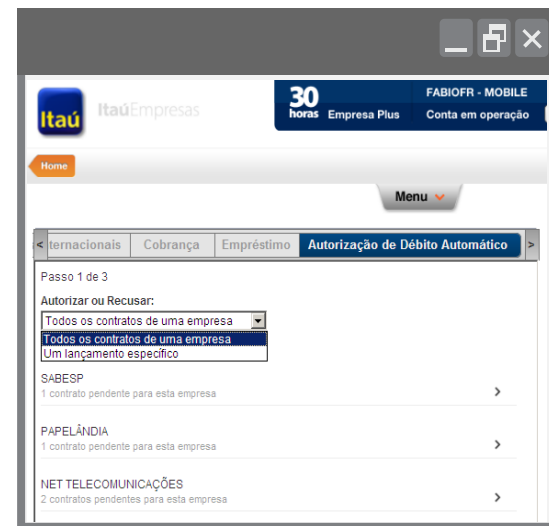 Itaú
ItaúEmpresas
30
horas Empresa Plus
FABIOFR - MOBILE
Conta em operação
Home
Menu
< ternacionais Cobrança Empréstimo Autorização de Débito Automático >
Passo 1 de 3
Autorizar ou Recusar:
Todos os contratos de uma empresa
Todos os contratos de uma empresa
Um lançamento específico
SABESP
1 contrato pendente para esta empresa
PAPELÂNDIA
1 contrato pendente para esta empresa
NET TELECOMUNICAÇÕES
2 contratos pendentes para esta empresa